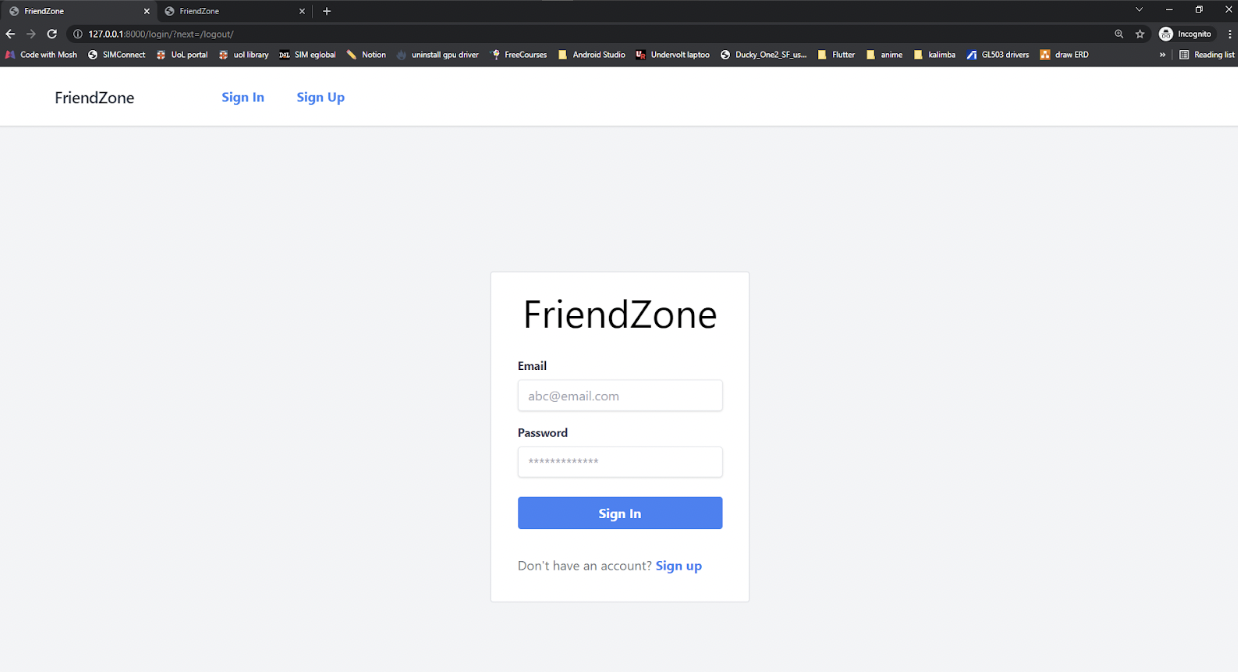 FriendZone FriendZone
127.0.0.1:8000/login/?next=/logout/ Incognito
Code with Mosh SIMConnect UoL portal uol library SIM eglobal Notion uninstall gpu driver FreeCourses Android Studio Undervolt laptoo Ducky_One2_SF_us... Flutter anime kalimba GL503 drivers draw ERD » Reading list
FriendZone Sign In Sign Up
FriendZone
Email
abc@email.com
Password
*************
Sign In
Don't have an account? Sign up